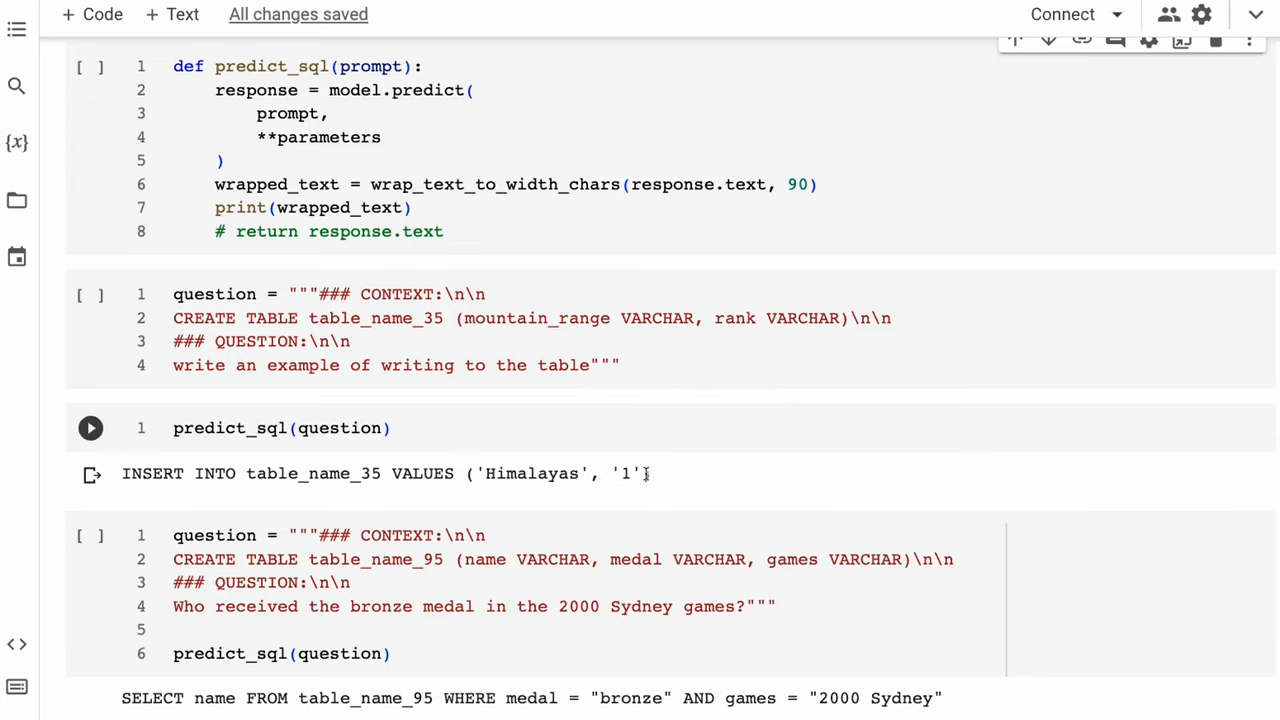 + Code + Text All changes saved Connect
[ ] 1 def predict_sql(prompt):
2 response = model.predict(
3 prompt,
4 **parameters
5 )
6 wrapped_text = wrap_text_to_width_chars(response.text, 90)
7 print(wrapped_text)
8 # return response.text
[ ] 1 question = """### CONTEXT:\n\n
2 CREATE TABLE table_name_35 (mountain_range VARCHAR, rank VARCHAR)\n\n
3 ### QUESTION:\n\n
4 write an example of writing to the table"""
1 predict_sql(question)
INSERT INTO table_name_35 VALUES ('Himalayas', '1')
[ ] 1 question = """### CONTEXT:\n\n
2 CREATE TABLE table_name_95 (name VARCHAR, medal VARCHAR, games VARCHAR)\n\n
3 ### QUESTION:\n\n
4 Who received the bronze medal in the 2000 Sydney games?"""
5
6 predict_sql(question)
SELECT name FROM table_name_95 WHERE medal = "bronze" AND games = "2000 Sydney"